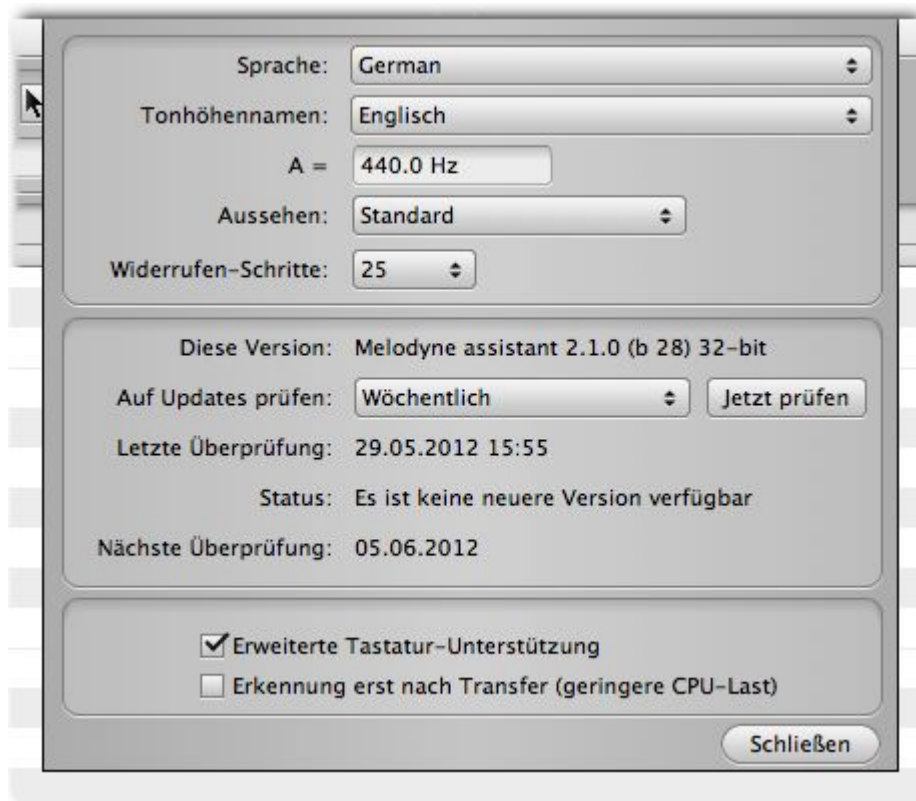 Sprache: German
Tonhöhennamen: Englisch
A = 440.0 Hz
Aussehen: Standard
Widerrufen-Schritte: 25
Diese Version: Melodyne assistant 2.1.0 (b 28) 32-bit
Auf Updates prüfen: Wöchentlich Jetzt prüfen
Letzte Überprüfung: 29.05.2012 15:55
Status: Es ist keine neuere Version verfügbar
Nächste Überprüfung: 05.06.2012
Erweiterte Tastatur-Unterstützung
Erkennung erst nach Transfer (geringere CPU-Last)
Schließen